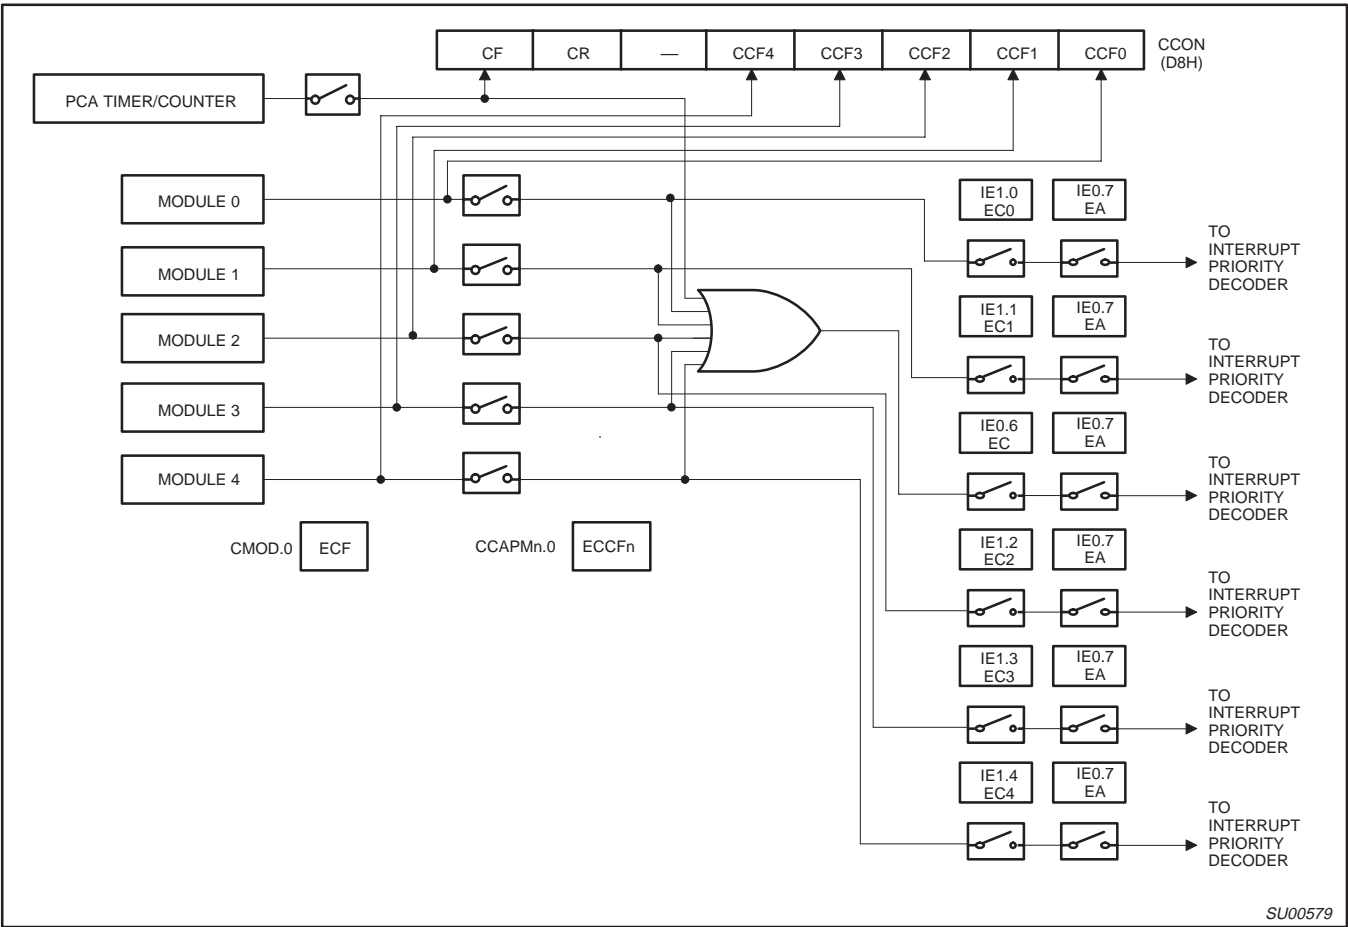 CF CR — CCF4 CCF3 CCF2 CCF1 CCF0
CCON
(D8H)
PCA TIMER/COUNTER
MODULE 0
MODULE 1
MODULE 2
MODULE 3
MODULE 4
CMOD.0
ECF
CCAPMn.0
ECCFn
IE1.0
EC0
IE0.7
EA
TO
INTERRUPT
PRIORITY
DECODER
IE1.1
EC1
IE0.7
EA
TO
INTERRUPT
PRIORITY
DECODER
IE0.6
EC
IE0.7
EA
TO
INTERRUPT
PRIORITY
DECODER
IE1.2
EC2
IE0.7
EA
TO
INTERRUPT
PRIORITY
DECODER
IE1.3
EC3
IE0.7
EA
TO
INTERRUPT
PRIORITY
DECODER
IE1.4
EC4
IE0.7
EA
TO
INTERRUPT
PRIORITY
DECODER
SU00579